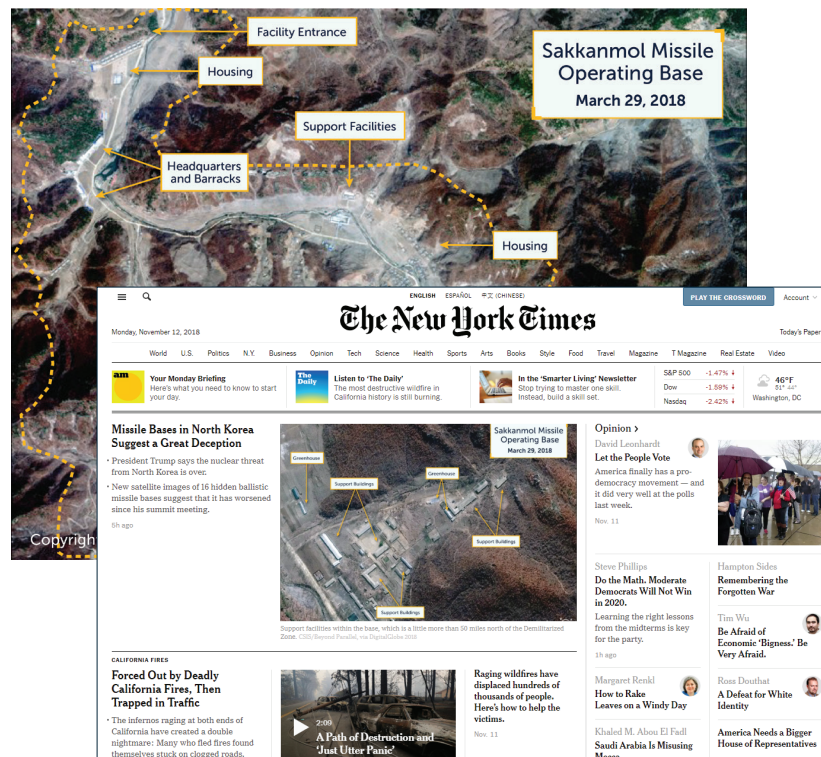 Facility Entrance
Housing
Sakkanmol Missile
Operating Base
March 29, 2018
Support Facilities
Headquarters
and Barracks
Housing
Copyrigh
ENGLISH ESPAÑOL 中文 (CHINESE)
PLAY THE CROSSWORD
Account
The New York Times
Monday, November 12, 2018
Today's Paper
World U.S. Politics N.Y. Business Opinion Tech Science Health Sports Arts Books Style Food Travel Magazine T Magazine Real Estate Video
am
Your Monday Briefing
Here's what you need to know to start
your day.
The
Daily
Listen to 'The Daily'
The most destructive wildfire in
California history is still burning.
In the 'Smarter Living' Newsletter
Stop trying to master one skill.
Instead, build a skill set.
S&P 500 -1.47% ↓
Dow -1.59% ↓
Nasdaq -2.42% ↓
46°F
51° 44°
Washington, DC
Missile Bases in North Korea
Suggest a Great Deception
• President Trump says the nuclear threat
from North Korea is over.
• New satellite images of 16 hidden ballistic
missile bases suggest that it has worsened
since his summit meeting.
5h ago
Sakkanmol Missile
Operating Base
March 29, 2018
Greenhouse
Support Buildings
Greenhouse
Support Buildings
Support Buildings
Support facilities within the base, which is a little more than 50 miles north of the Demilitarized
Zone. CSIS/Beyond Parallel, via DigitalGlobe 2018
Opinion >
David Leonhardt
Let the People Vote
America finally has a pro-
democracy movement — and
it did very well at the polls
last week.
Nov. 11
Steve Phillips
Do the Math. Moderate
Democrats Will Not Win
in 2020.
Learning the right lessons
from the midterms is key
for the party.
1h ago
Hampton Sides
Remembering the
Forgotten War
Tim Wu
Be Afraid of
Economic 'Bigness.' Be
Very Afraid.
Margaret Renkl
How to Rake
Leaves on a Windy Day
Ross Douthat
A Defeat for White
Identity
Khaled M. Abou El Fadl
Saudi Arabia Is Misusing
America Needs a Bigger
House of Representatives
CALIFORNIA FIRES
Forced Out by Deadly
California Fires, Then
Trapped in Traffic
• The infernos raging at both ends of
California have created a double
nightmare: Many who fled fires found
themselves stuck on clogged roads.
2:09
A Path of Destruction and
'Just Utter Panic'
Raging wildfires have
displaced hundreds of
thousands of people.
Here's how to help the
victims.
Nov. 11